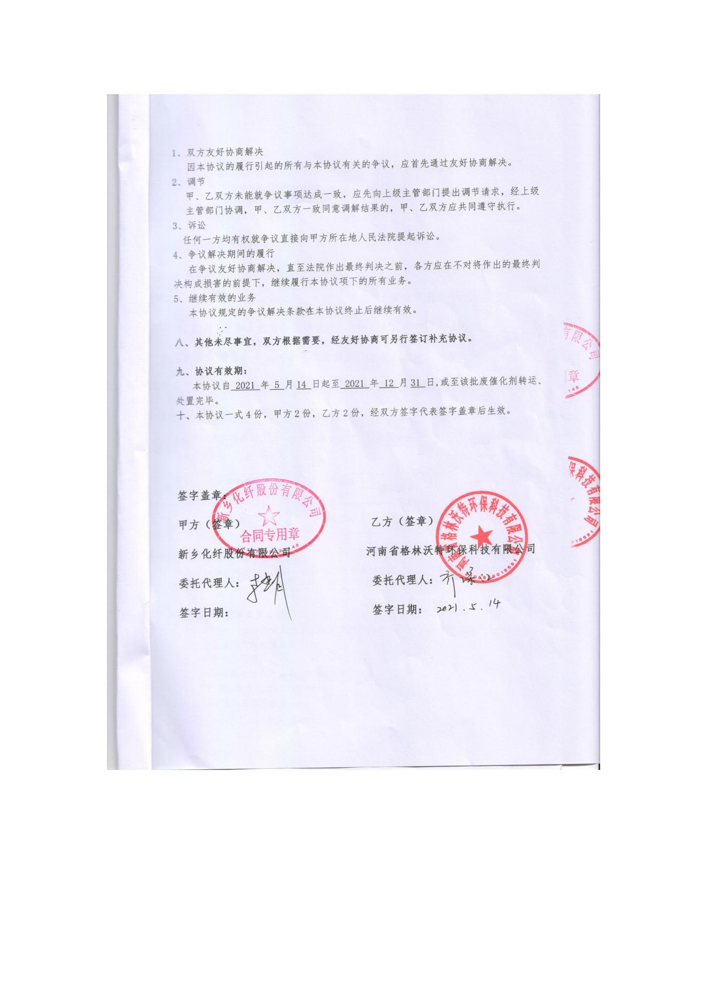 1、双方友好协商解决
因本协议的履行引起的所有与本协议有关的争议，应首先通过友好协商解决。
2、调节
甲、乙双方未能就争议事项达成一致，应先向上级主管部门提出调节请求，经上级
主管部门协调，甲、乙双方一致同意调解结果的，甲、乙双方应共同遵守执行。
3、诉讼
任何一方均有权就争议直接向甲方所在地人民法院提起诉讼。
4、争议解决期间的履行
在争议友好协商解决，直至法院作出最终判决之前，各方应在不对将作出的最终判
决构成损害的前提下，继续履行本协议项下的所有业务。
5、继续有效的业务
本协议规定的争议解决条款在本协议终止后继续有效。
八、其他未尽事宜，双方根据需要，经友好协商可另行签订补充协议。
九、协议有效期：
本协议自 2021 年 5 月 14 日起至 2021 年 12 月 31 日,或至该批废催化剂转运、
处置完毕。
十、本协议一式4份，甲方2份，乙方2份，经双方签字代表签字盖章后生效。
有限公司
章
146
保科技有限公司
019591
签字盖章：
新乡化纤股份有限公司
合同专用章
甲方（签章）
新乡化纤股份有限公司
委托代理人：
签字日期：
乙方（签章）
河南省格林沃特环保科技有限公司
河南省格林沃特环保科技有限公司
委托代理人：
签字日期： 2021.5.14